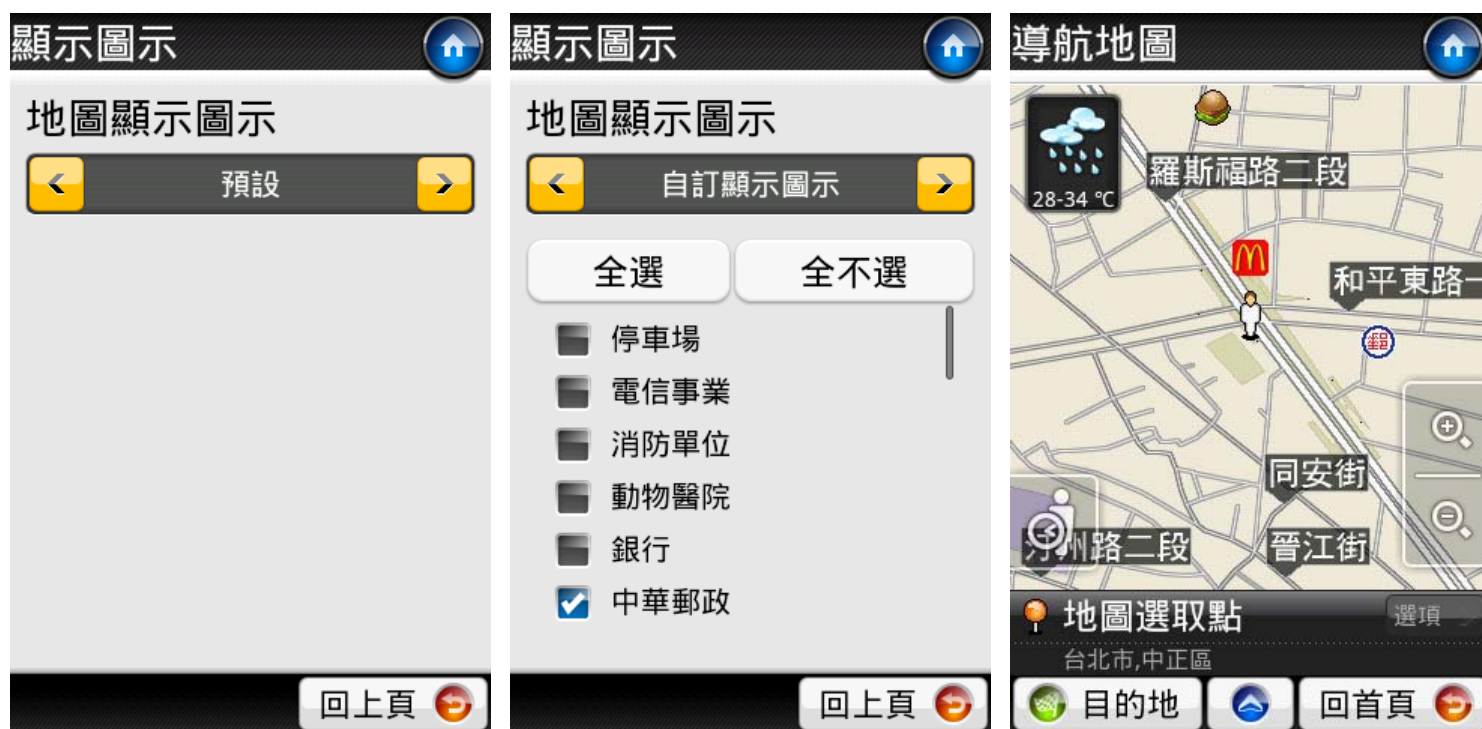 顯示圖示
地圖顯示圖示
預設
回上頁
顯示圖示
地圖顯示圖示
自訂顯示圖示
全選
全不選
停車場
電信事業
消防單位
動物醫院
銀行
中華郵政
回上頁
導航地圖
28-34 ℃
羅斯福路二段
和平東路一
郵
同安街
汀州路二段
晉江街
地圖選取點
選項
台北市,中正區
目的地
回首頁